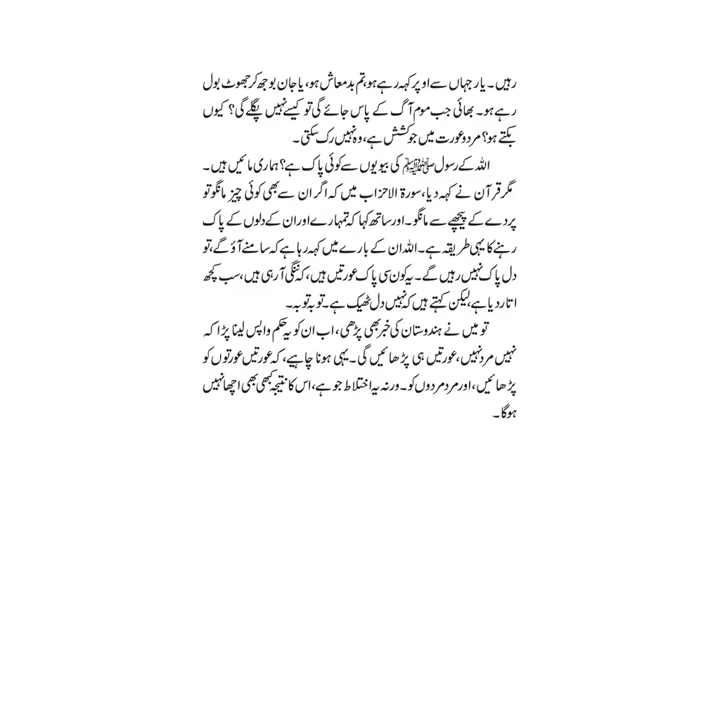 رہیں۔ یار جہاں سے اوپر کہہ رہے ہو، تم بدمعاش ہو، یا جان بوجھ کر جھوٹ بول
رہے ہو۔ بھائی جب موم آگ کے پاس جائے گی تو کیسے نہیں پگلے گی؟ کیوں
بکتے ہو؟ مرد و عورت میں جو کشش ہے، وہ نہیں رک سکتی۔
اللہ کے رسول ﷺ کی بیویوں سے کوئی پاک ہے؟ ہماری مائیں ہیں۔
مگر قرآن نے کہہ دیا، سورۃ الاحزاب میں کہ اگر ان سے بھی کوئی چیز مانگو تو
پردے کے پیچھے سے مانگو۔ اور ساتھ کہا کہ تمہارے اور ان کے دلوں کے پاک
رہنے کا یہی طریقہ ہے۔ اللہ ان کے بارے میں کہہ رہا ہے کہ سامنے آؤ گے، تو
دل پاک نہیں رہیں گے۔ یہ کون سی پاک عورتیں ہیں، کہ ننگی آ رہی ہیں، سب کچھ
اتار دیا ہے، لیکن کہتے ہیں کہ نہیں دل ٹھیک ہے۔ توبہ توبہ۔
تو میں نے ہندوستان کی خبر بھی پڑھی، اب ان کو یہ حکم واپس لینا پڑا کہ
نہیں مرد نہیں، عورتیں ہی پڑھائیں گی۔ یہی ہونا چاہیے، کہ عورتیں عورتوں کو
پڑھائیں، اور مرد مردوں کو۔ ورنہ یہ اختلاط جو ہے، اس کا نتیجہ کبھی بھی اچھا نہیں
ہوگا۔